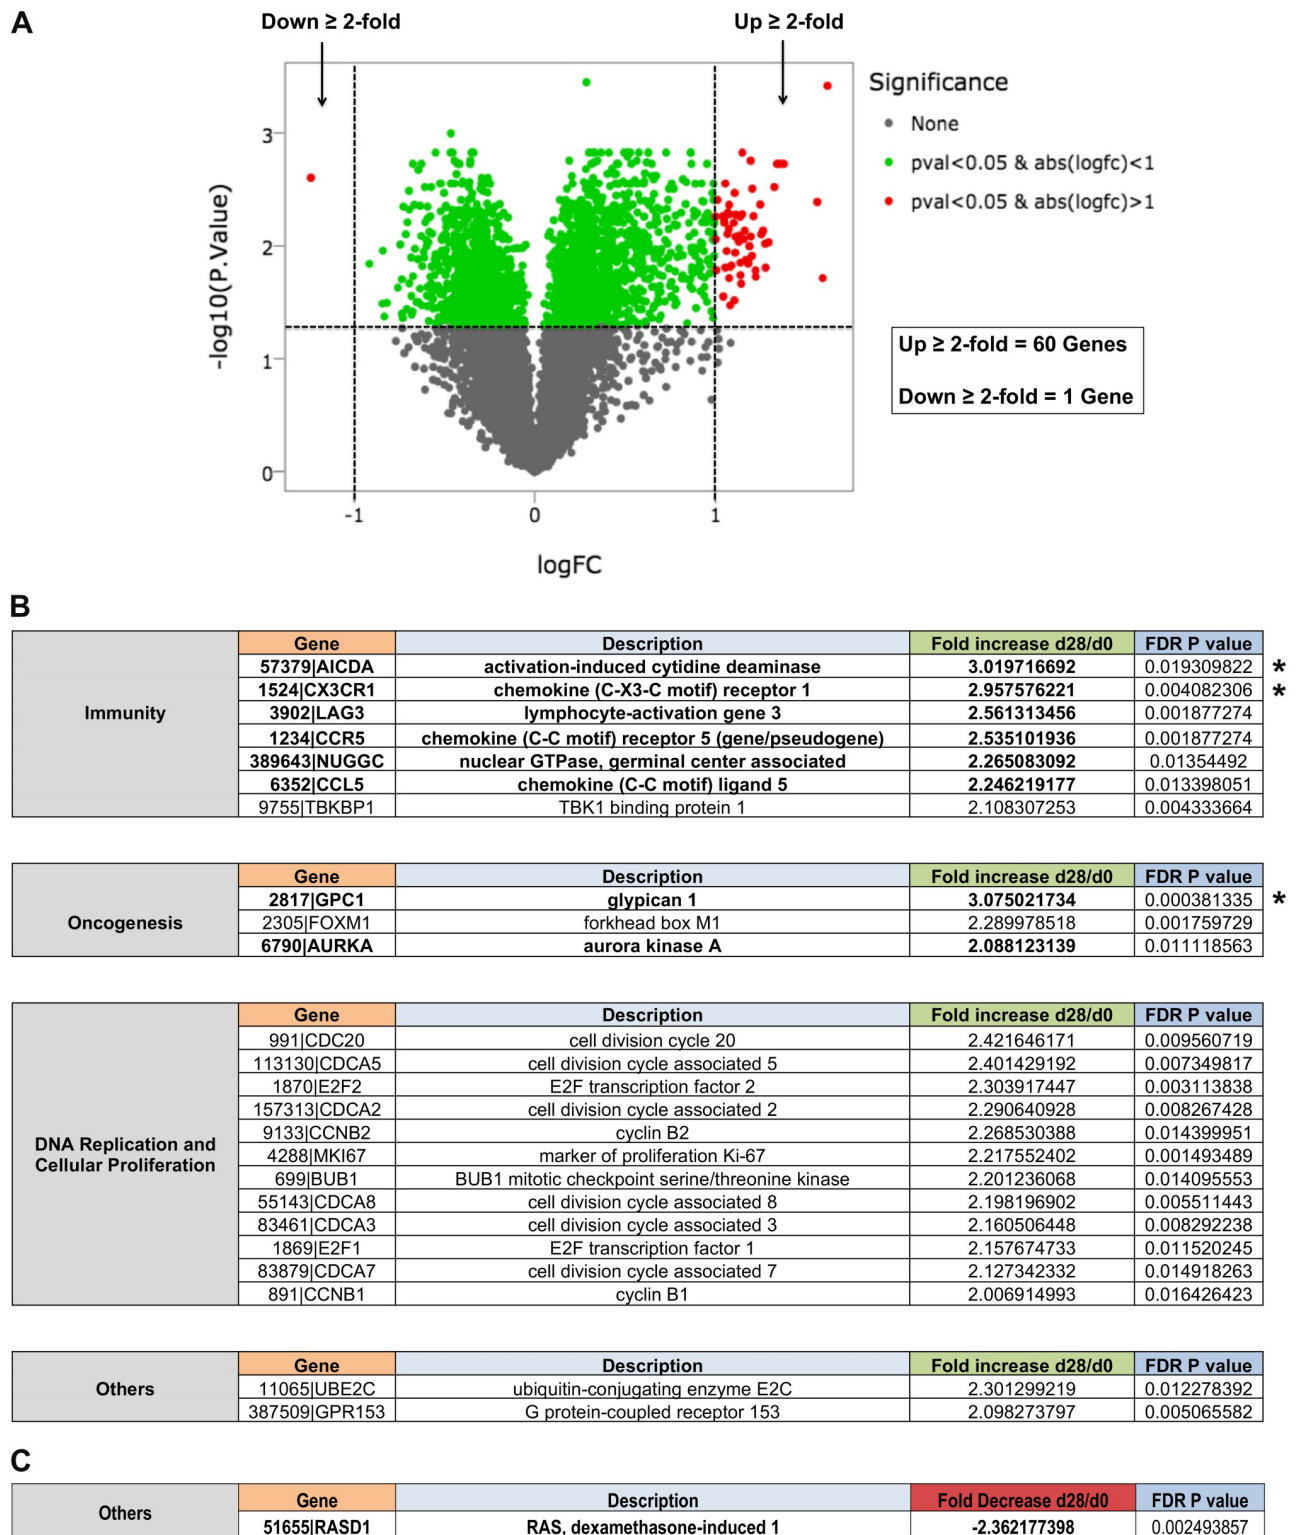 A
Down ≥ 2-fold
Up ≥ 2-fold
Significance
None
pval<0.05 & abs(logfc)<1
pval<0.05 & abs(logfc)>1
-log10(P.Value)
3
2
1
0
-1
0
1
logFC
Up ≥ 2-fold = 60 Genes
Down ≥ 2-fold = 1 Gene
B
Immunity
Gene Description Fold increase d28/d0 FDR P value
57379|AICDA activation-induced cytidine deaminase 3.019716692 0.019309822 *
1524|CX3CR1 chemokine (C-X3-C motif) receptor 1 2.957576221 0.004082306 *
3902|LAG3 lymphocyte-activation gene 3 2.561313456 0.001877274
1234|CCR5 chemokine (C-C motif) receptor 5 (gene/pseudogene) 2.535101936 0.001877274
389643|NUGGC nuclear GTPase, germinal center associated 2.265083092 0.01354492
6352|CCL5 chemokine (C-C motif) ligand 5 2.246219177 0.013398051
9755|TBKBP1 TBK1 binding protein 1 2.108307253 0.004333664
Oncogenesis
Gene Description Fold increase d28/d0 FDR P value
2817|GPC1 glypican 1 3.075021734 0.000381335 *
2305|FOXM1 forkhead box M1 2.289978518 0.001759729
6790|AURKA aurora kinase A 2.088123139 0.011118563
DNA Replication and
Cellular Proliferation
Gene Description Fold increase d28/d0 FDR P value
991|CDC20 cell division cycle 20 2.421646171 0.009560719
113130|CDCA5 cell division cycle associated 5 2.401429192 0.007349817
1870|E2F2 E2F transcription factor 2 2.303917447 0.003113838
157313|CDCA2 cell division cycle associated 2 2.290640928 0.008267428
9133|CCNB2 cyclin B2 2.268530388 0.014399951
4288|MKI67 marker of proliferation Ki-67 2.217552402 0.001493489
699|BUB1 BUB1 mitotic checkpoint serine/threonine kinase 2.201236068 0.014095553
55143|CDCA8 cell division cycle associated 8 2.198196902 0.005511443
83461|CDCA3 cell division cycle associated 3 2.160506448 0.008292238
1869|E2F1 E2F transcription factor 1 2.157674733 0.011520245
83879|CDCA7 cell division cycle associated 7 2.127342332 0.014918263
891|CCNB1 cyclin B1 2.006914993 0.016426423
Others
Gene Description Fold increase d28/d0 FDR P value
11065|UBE2C ubiquitin-conjugating enzyme E2C 2.301299219 0.012278392
387509|GPR153 G protein-coupled receptor 153 2.098273797 0.005065582
C
Others
Gene Description Fold Decrease d28/d0 FDR P value
51655|RASD1 RAS, dexamethasone-induced 1 -2.362177398 0.002493857